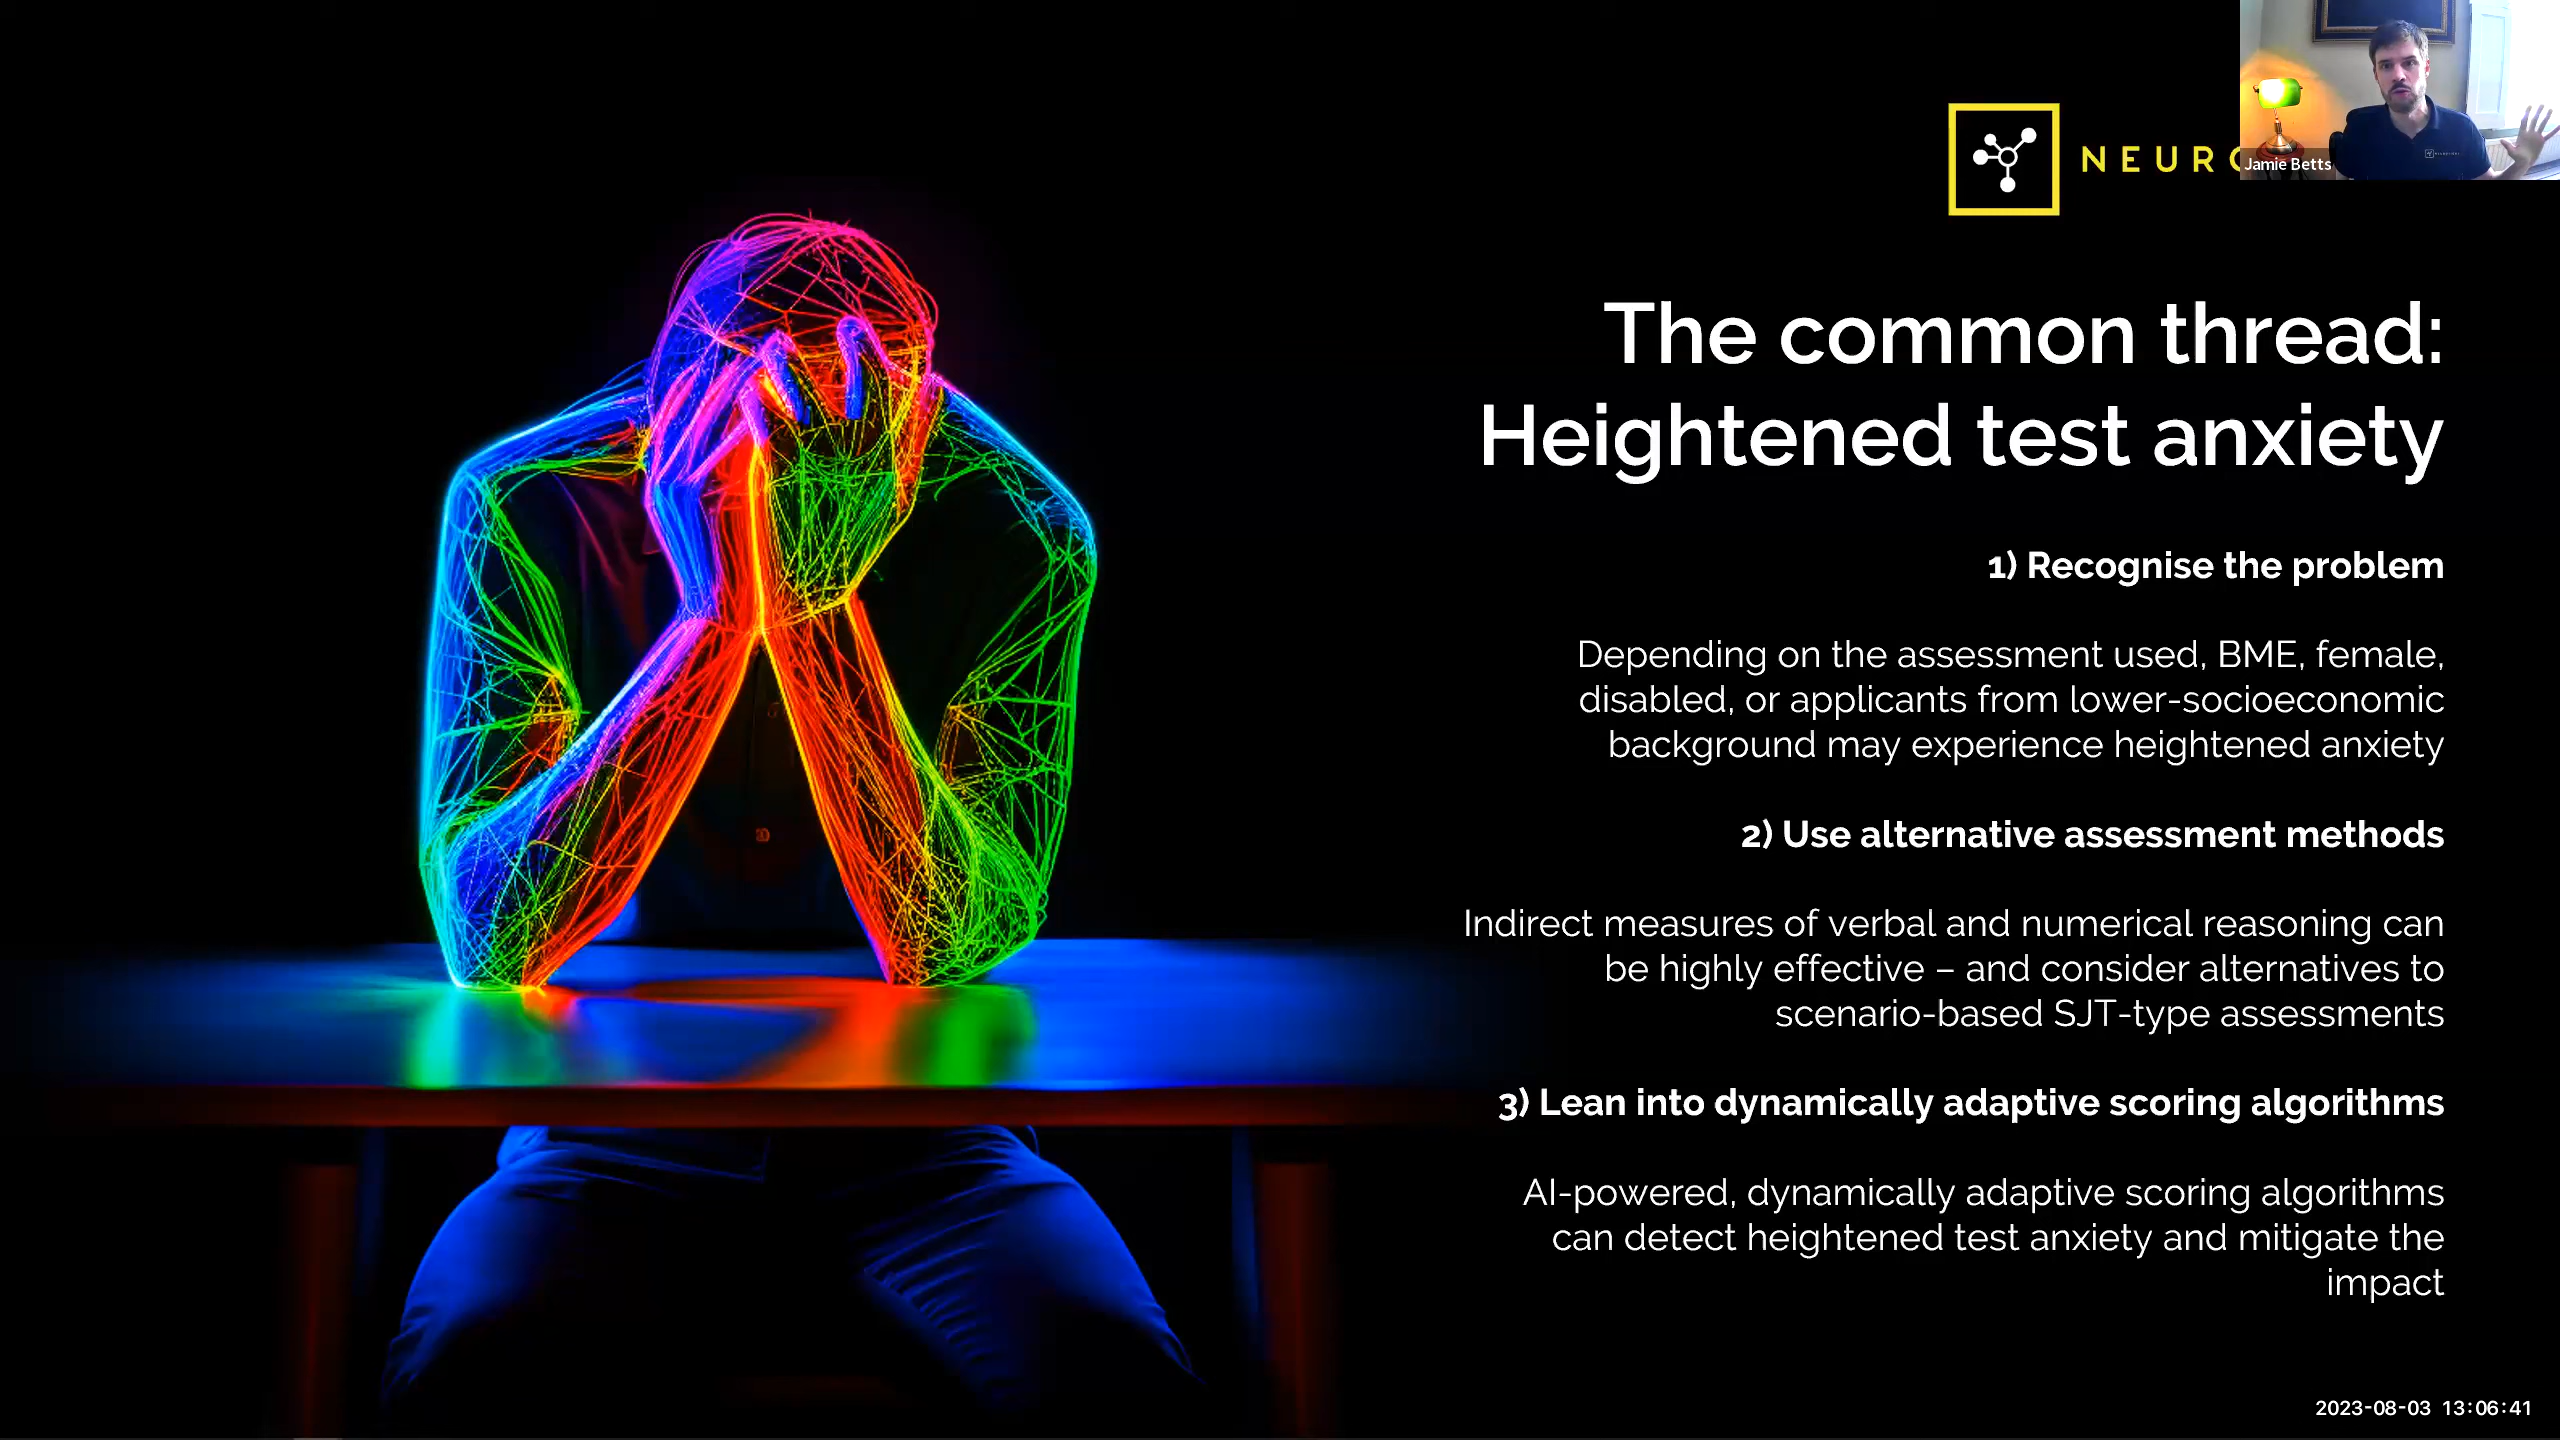 NEURO
Jamie Betts
The common thread:
Heightened test anxiety
1) Recognise the problem
Depending on the assessment used, BME, female,
disabled, or applicants from lower-socioeconomic
background may experience heightened anxiety
2) Use alternative assessment methods
Indirect measures of verbal and numerical reasoning can
be highly effective – and consider alternatives to
scenario-based SJT-type assessments
3) Lean into dynamically adaptive scoring algorithms
AI-powered, dynamically adaptive scoring algorithms
can detect heightened test anxiety and mitigate the
impact
2023-08-03 13:06:41